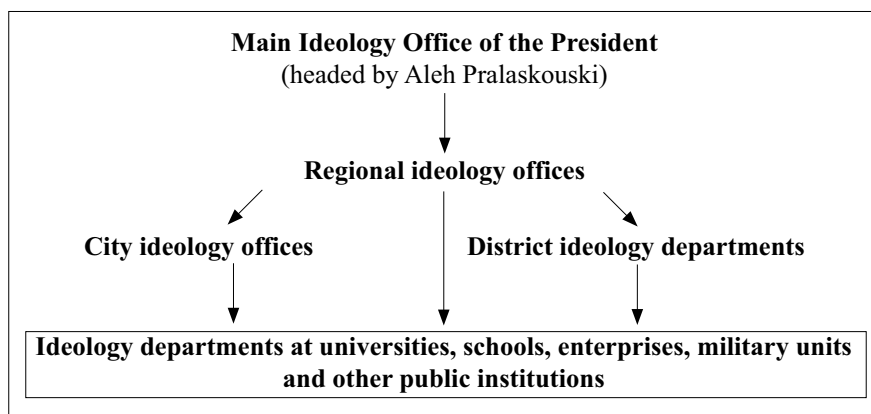 Main Ideology Office of the President
(headed by Aleh Pralaskouski)
Regional ideology offices
City ideology offices
District ideology departments
Ideology departments at universities, schools, enterprises, military units
and other public institutions